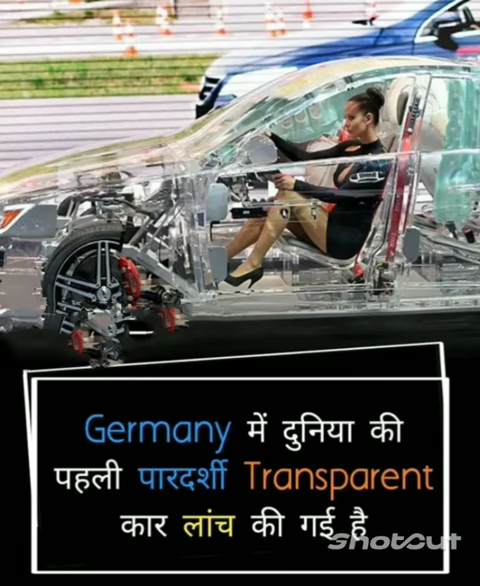 Germany में दुनिया की
पहली पारदर्शी Transparent
कार लांच की गई है
shotcut